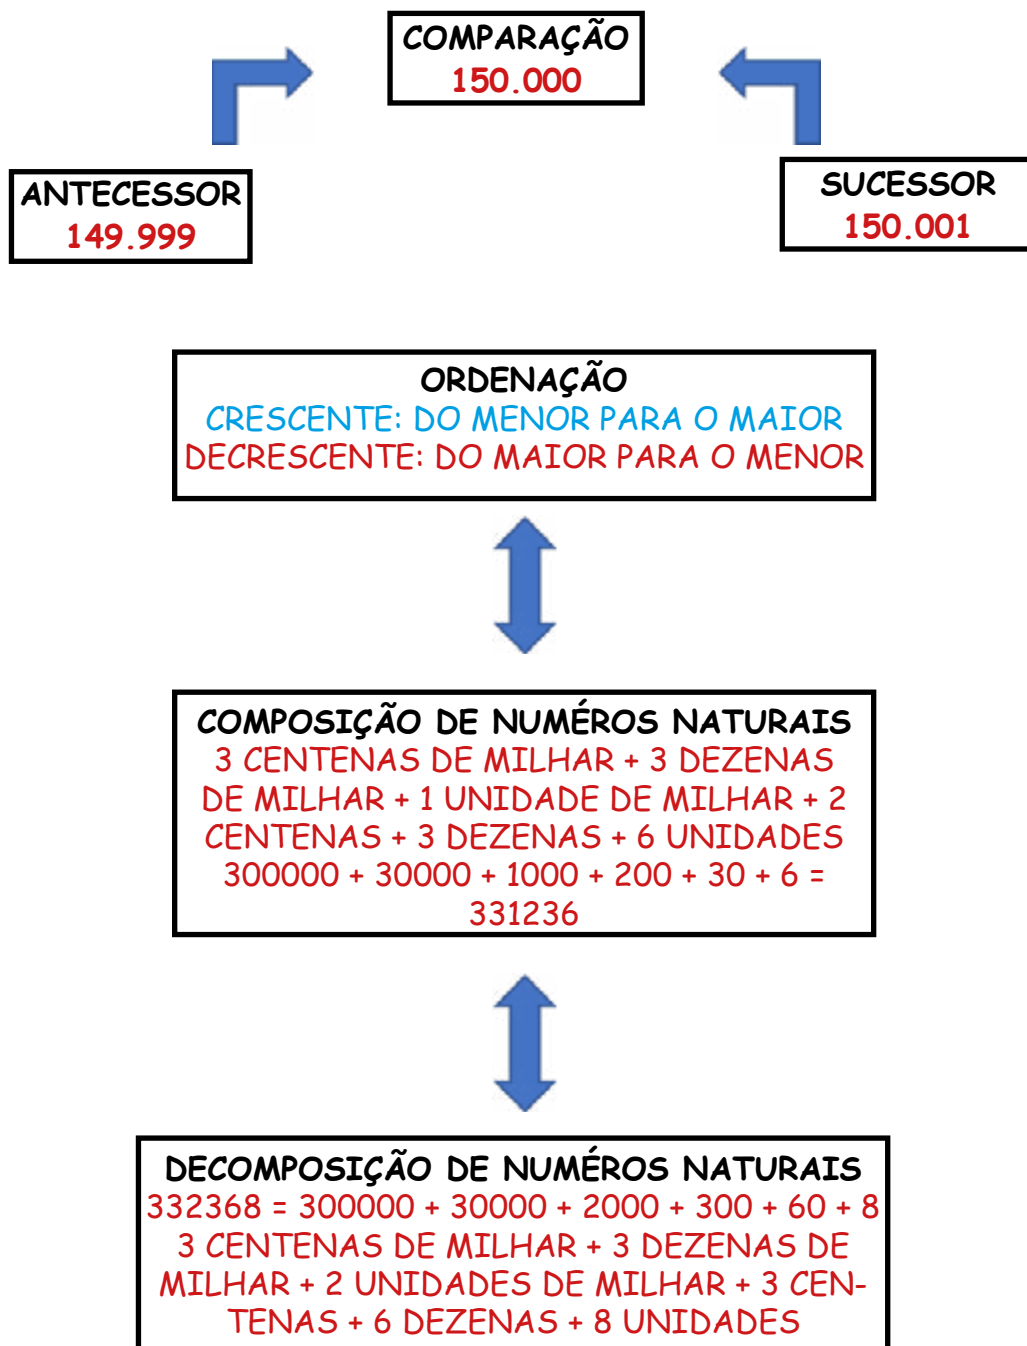 COMPARAÇÃO
150.000
ANTECESSOR
149.999
SUCESSOR
150.001
ORDENAÇÃO
CRESCENTE: DO MENOR PARA O MAIOR
DECRESCENTE: DO MAIOR PARA O MENOR
COMPOSIÇÃO DE NUMÉROS NATURAIS
3 CENTENAS DE MILHAR + 3 DEZENAS
DE MILHAR + 1 UNIDADE DE MILHAR + 2
CENTENAS + 3 DEZENAS + 6 UNIDADES
300000 + 30000 + 1000 + 200 + 30 + 6 =
331236
DECOMPOSIÇÃO DE NUMÉROS NATURAIS
332368 = 300000 + 30000 + 2000 + 300 + 60 + 8
3 CENTENAS DE MILHAR + 3 DEZENAS DE
MILHAR + 2 UNIDADES DE MILHAR + 3 CEN-
TENAS + 6 DEZENAS + 8 UNIDADES